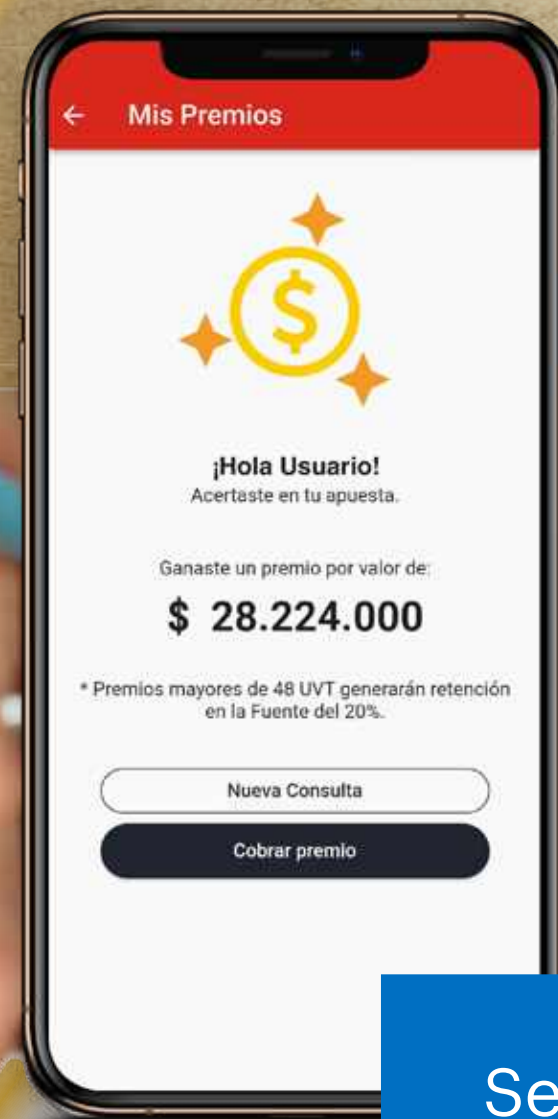 Mis Premios
¡Hola Usuario!
Acertaste en tu apuesta.
Ganaste un premio por valor de:
$ 28.224.000
* Premios mayores de 48 UVT generarán retención
en la Fuente del 20%.
Nueva Consulta
Cobrar premio
Se